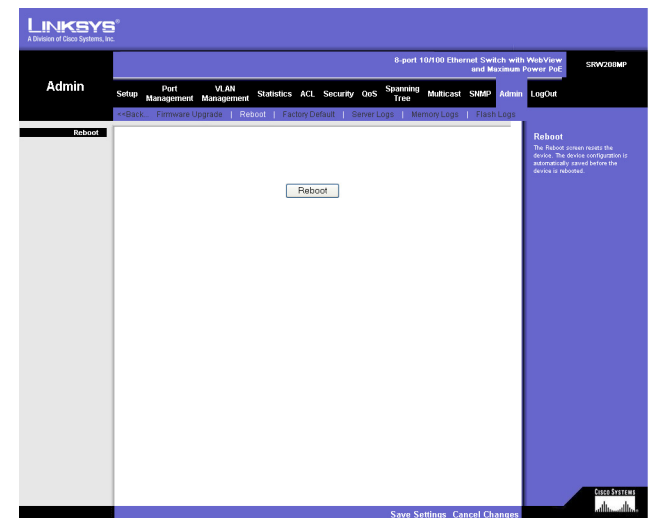 LINKSYS®
A Division of Cisco Systems, Inc.
8-port 10/100 Ethernet Switch with WebView
and Maximum Power PoE
SRW208MP
Admin
Setup Port Management VLAN Management Statistics ACL Security QoS Spanning Tree Multicast SNMP Admin LogOut
<<Back... Firmware Upgrade | Reboot | Factory Default | Server Logs | Memory Logs | Flash Logs
Reboot
Reboot
Reboot
The Reboot screen resets the
device. The device configuration is
automatically saved before the
device is rebooted.
CISCO SYSTEMS
Save Settings Cancel Changes